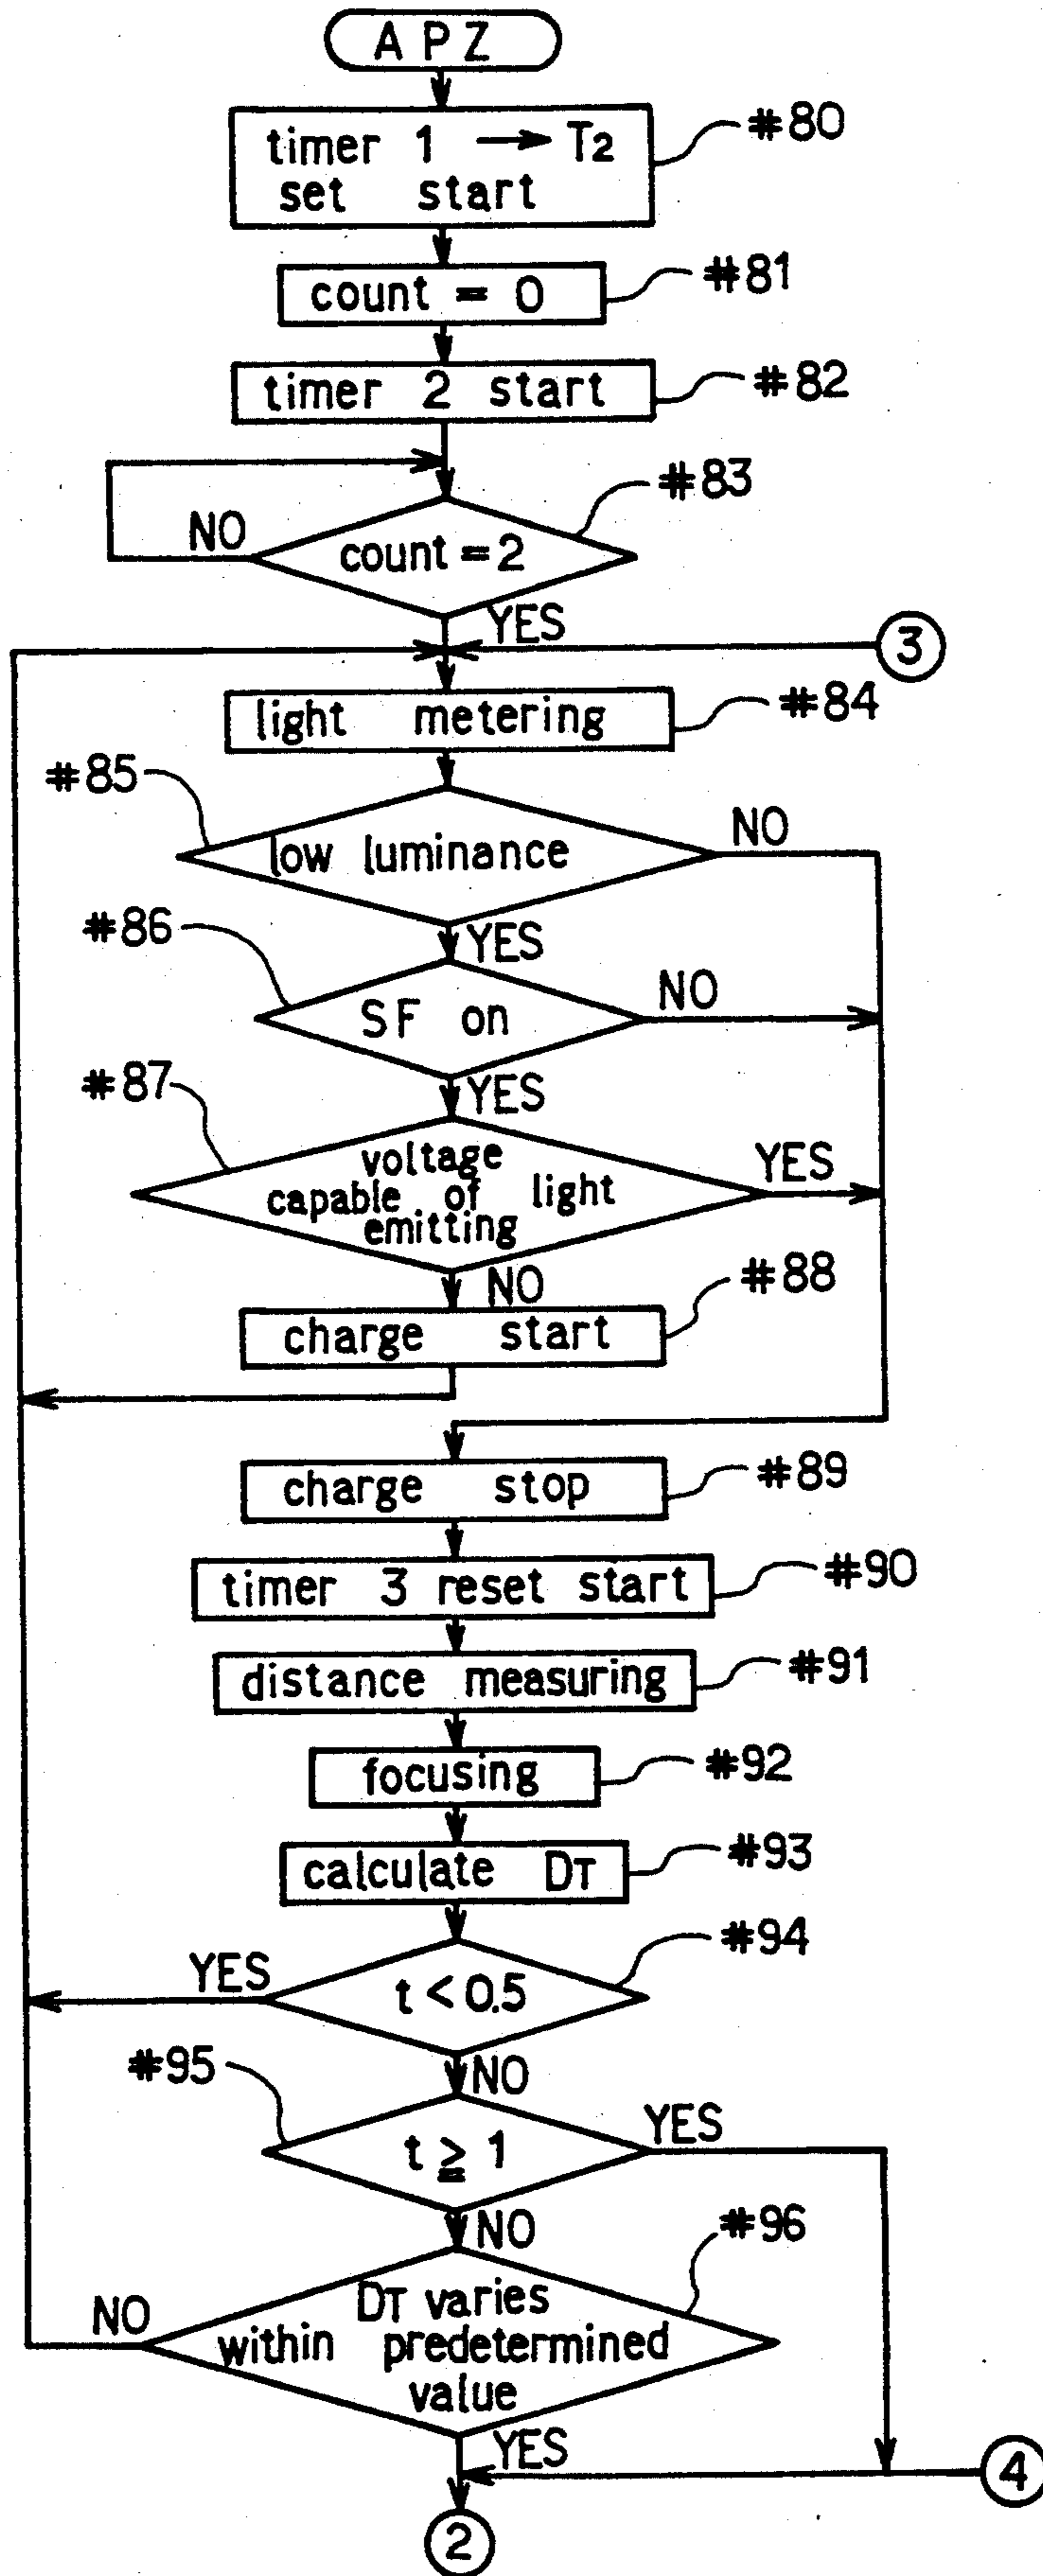 APZ
timer 1 → T2
set start
#80
count = 0
#81
timer 2 start
#82
#83
NO
count = 2
YES
3
light metering
#84
#85
low luminance
NO
#86
YES
SF on
NO
#87
YES
voltage
capable of light
emitting
YES
NO
#88
charge start
charge stop
#89
timer 3 reset start
#90
distance measuring
#91
focusing
#92
calculate DT
#93
#94
YES
t < 0.5
#95
NO
YES
t ≧ 1
NO
#96
NO
DT varies
within predetermined
value
YES
4
2